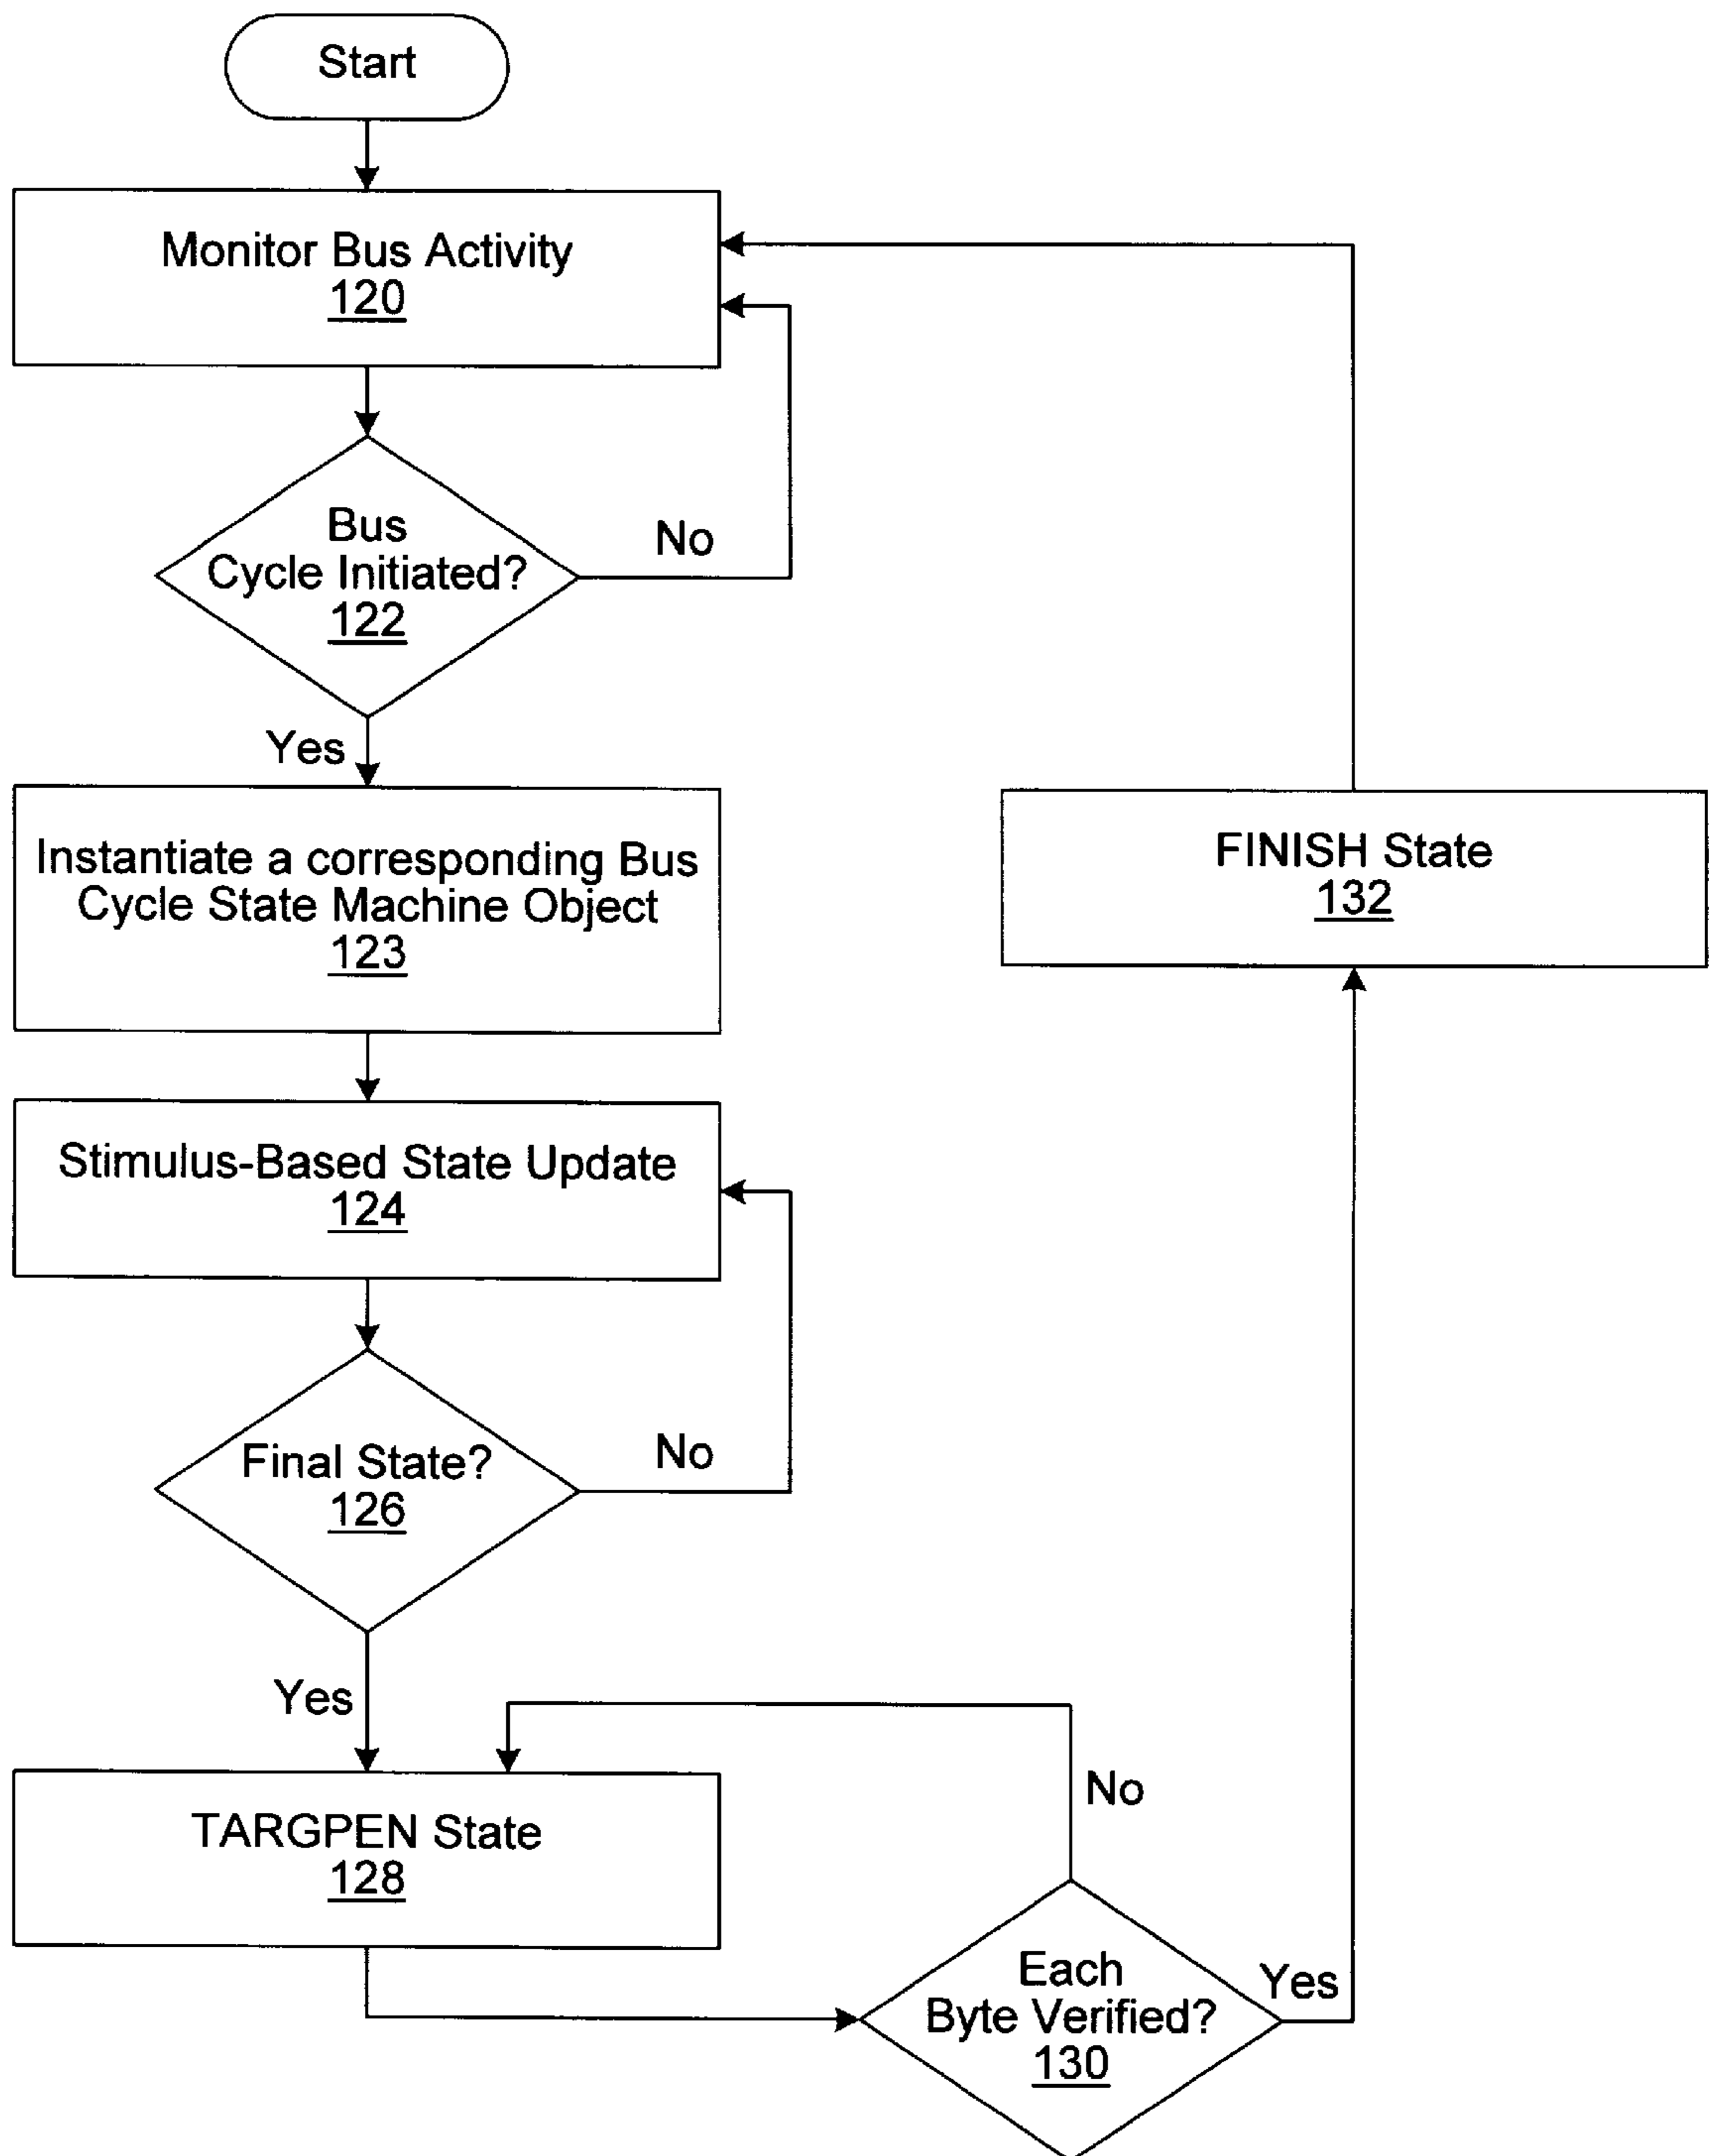 Start
Monitor Bus Activity
120
Bus
Cycle Initiated?
122
No
Yes
Instantiate a corresponding Bus
Cycle State Machine Object
123
FINISH State
132
Stimulus-Based State Update
124
Final State?
126
No
Yes
TARGPEN State
128
No
Each
Byte Verified?
130
Yes